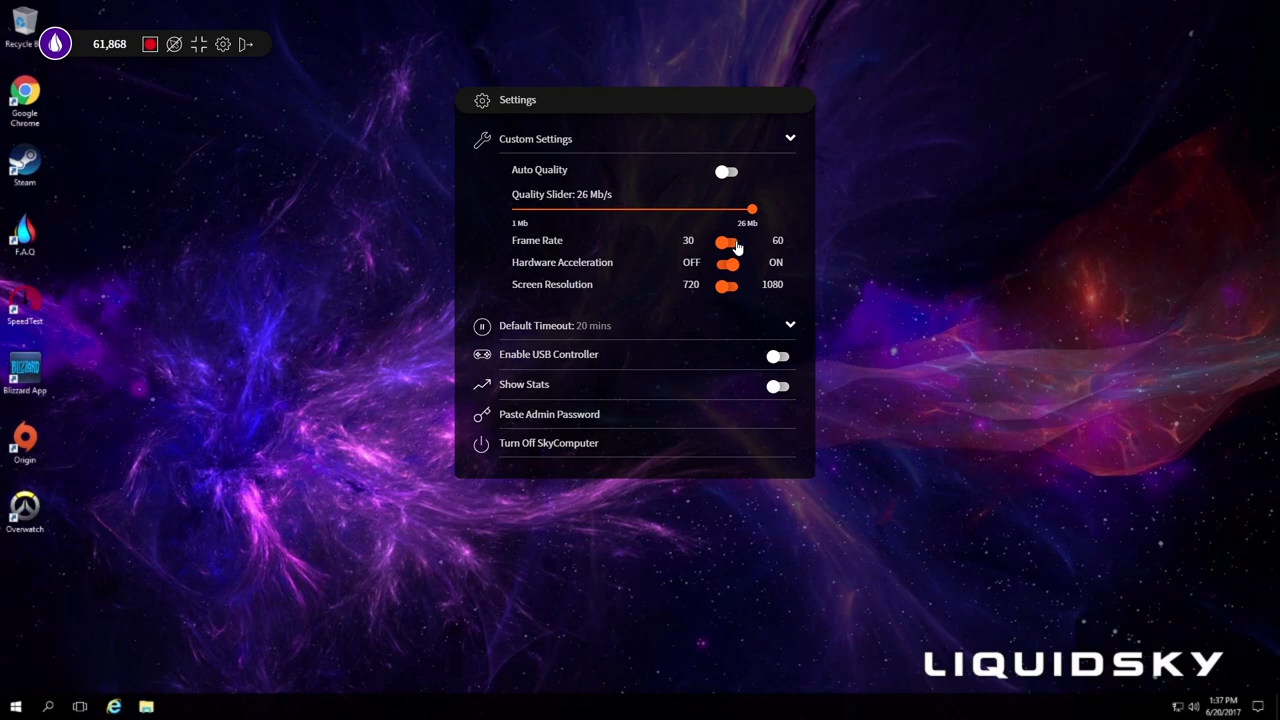 Recycle B
61,868
Google
Chrome
Steam
F.A.Q
SpeedTest
Blizzard App
BLIZZARD
Origin
Overwatch
Settings
Custom Settings
Auto Quality
Quality Slider: 26 Mb/s
1 Mb 26 Mb
Frame Rate 30 60
Hardware Acceleration OFF ON
Screen Resolution 720 1080
Default Timeout: 20 mins
Enable USB Controller
Show Stats
Paste Admin Password
Turn Off SkyComputer
LIQUIDSKY
1:37 PM
6/20/2017